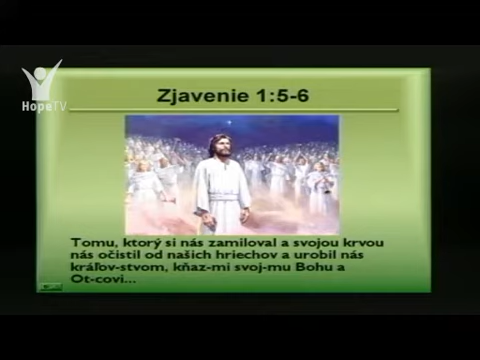 HopeTV
Zjavenie 1:5-6
Tomu, ktorý si nás zamiloval a svojou krvou
nás očistil od našich hriechov a urobil nás
kráľov-stvom, kňaz-mi svoj-mu Bohu a
Ot-covi...